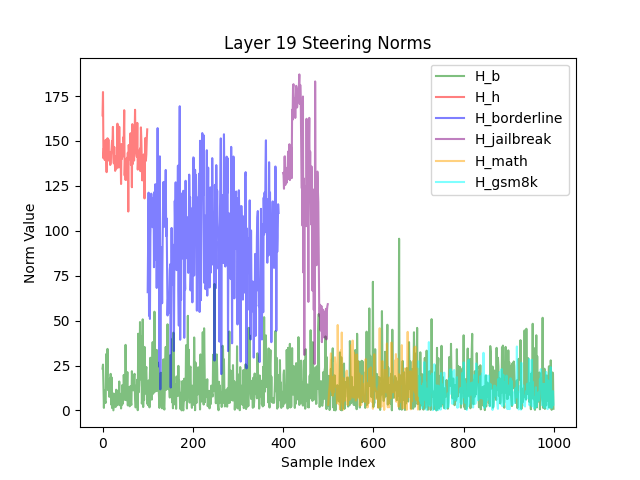 Layer 19 Steering Norms
H_b
H_h
H_borderline
H_jailbreak
H_math
H_gsm8k
Norm Value
175
150
125
100
75
50
25
0
0 200 400 600 800 1000
Sample Index